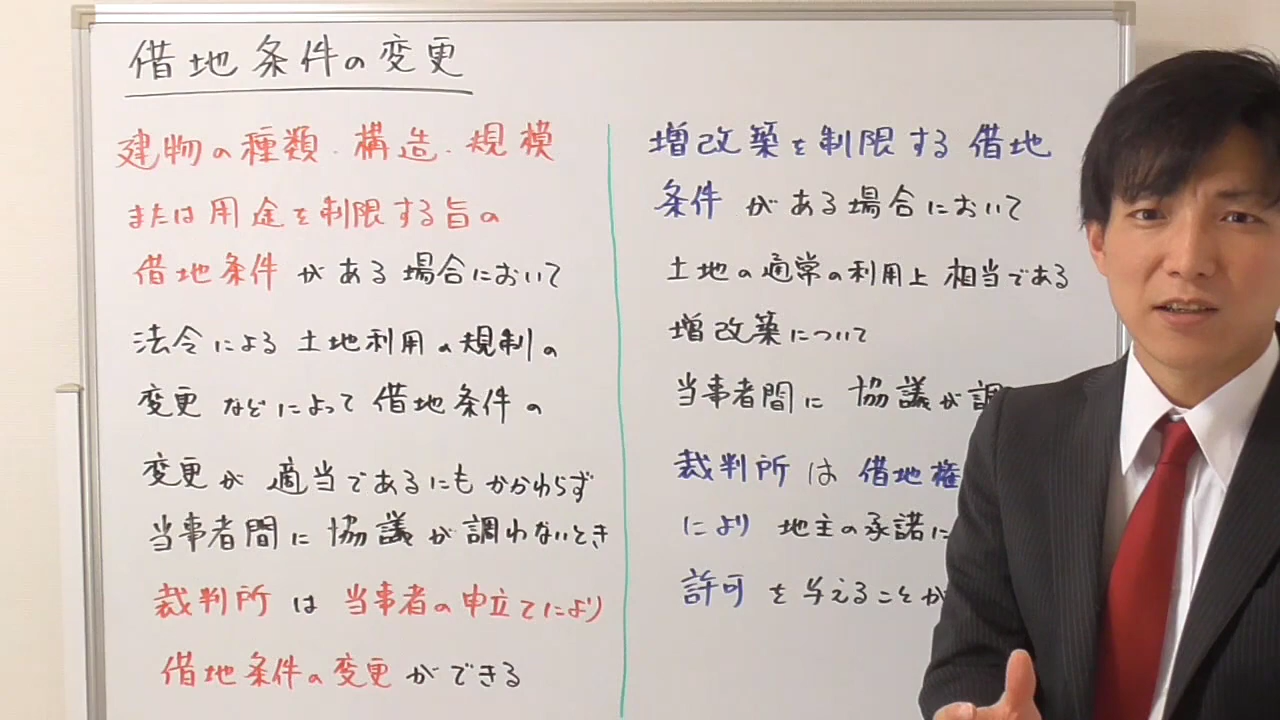 借地条件の変更
建物の種類・構造・規模
または用途を制限する旨の
借地条件がある場合において
法令による土地利用の規制の
変更などによって借地条件の
変更が適当であるにもかかわらず
当事者間に協議が調わないとき
裁判所は当事者の申立てにより
借地条件の変更ができる
増改築を制限する借地
条件がある場合において
土地の通常の利用上相当である
増改築について
当事者間に協議が調
裁判所は借地権
により地主の承諾に
許可を与えることが